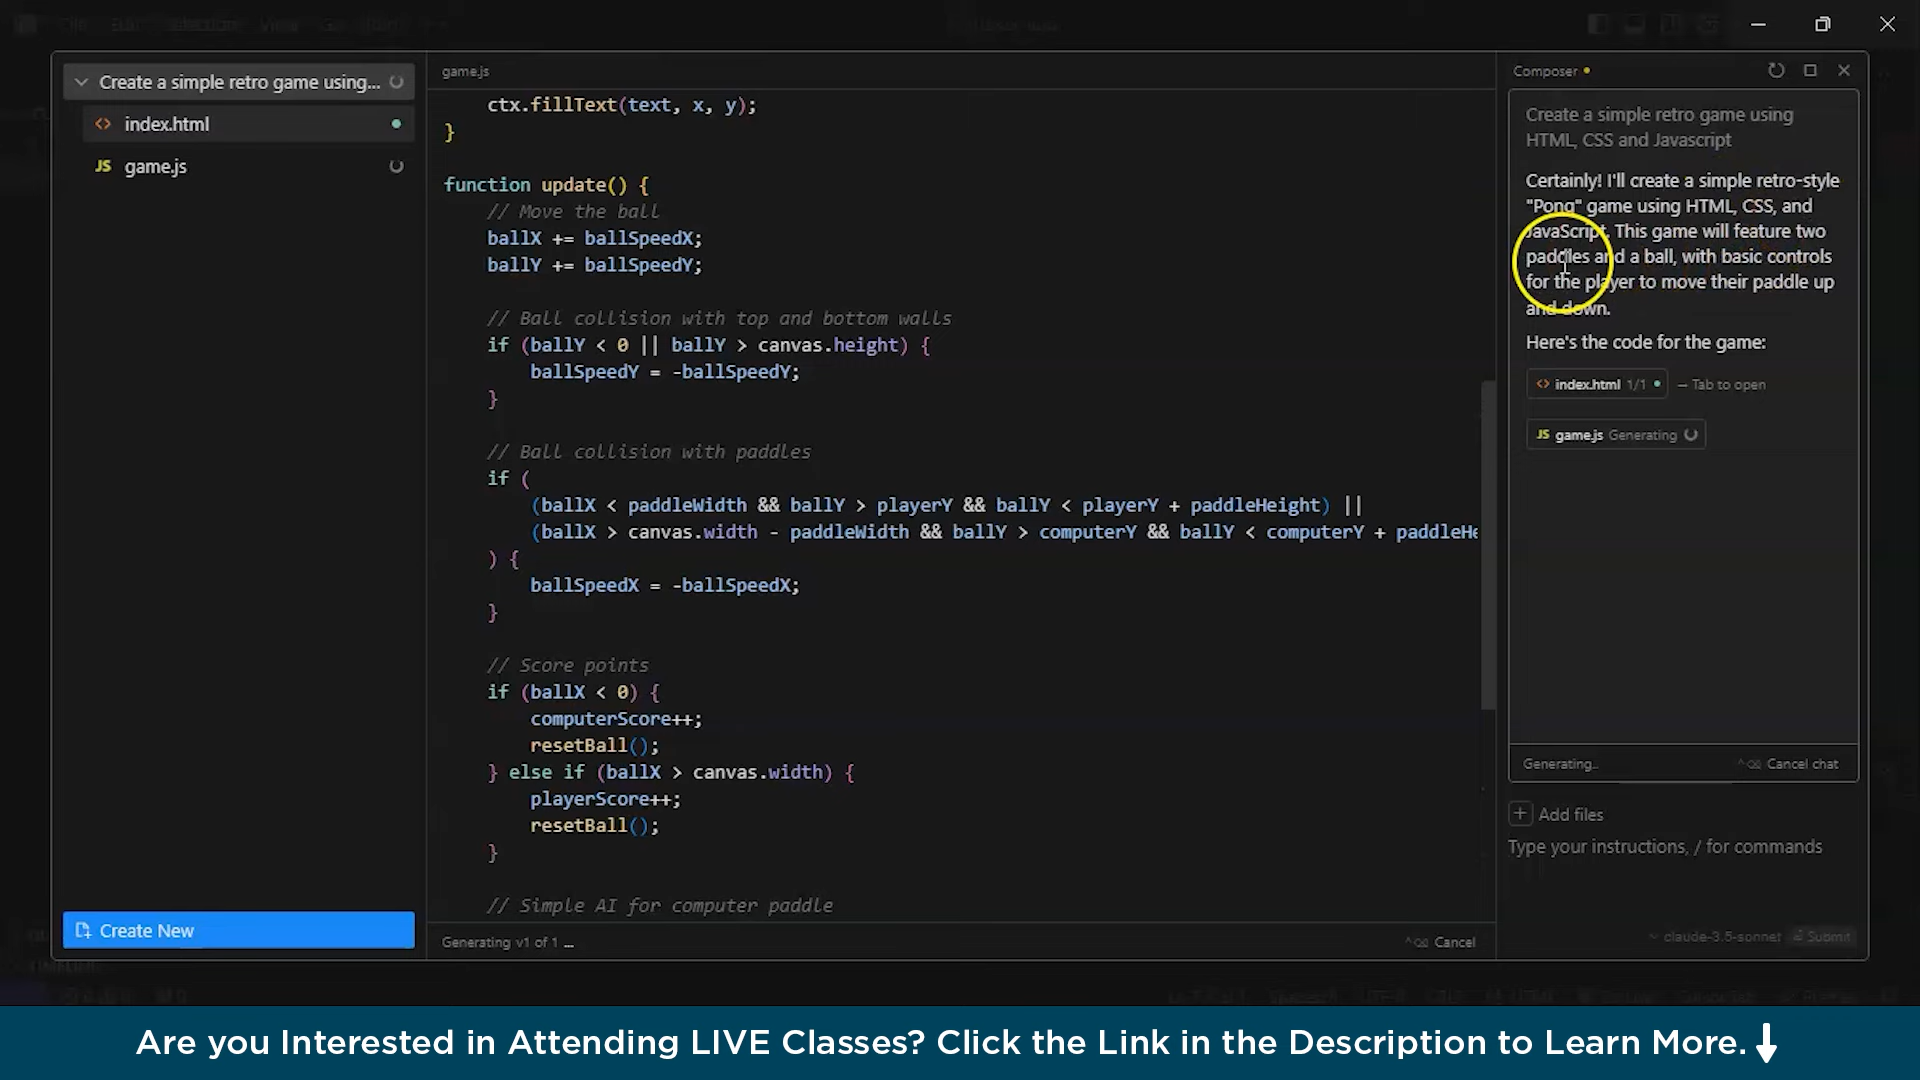 Create a simple retro game using...
index.html
JS game.js
Create New
game.js
ctx.fillText(text, x, y);
}
function update() {
// Move the ball
ballX += ballSpeedX;
ballY += ballSpeedY;
// Ball collision with top and bottom walls
if (ballY < 0 || ballY > canvas.height) {
ballSpeedY = -ballSpeedY;
}
// Ball collision with paddles
if (
(ballX < paddleWidth && ballY > playerY && ballY < playerY + paddleHeight) ||
(ballX > canvas.width - paddleWidth && ballY > computerY && ballY < computerY + paddleHe
) {
ballSpeedX = -ballSpeedX;
}
// Score points
if (ballX < 0) {
computerScore++;
resetBall();
} else if (ballX > canvas.width) {
playerScore++;
resetBall();
}
// Simple AI for computer paddle
Generating v1 of 1 ...
Cancel
Composer
Create a simple retro game using
HTML, CSS and Javascript
Certainly! I'll create a simple retro-style
"Pong" game using HTML, CSS, and
JavaScript. This game will feature two
paddles and a ball, with basic controls
for the player to move their paddle up
and down.
Here's the code for the game:
<> index.html 1/1 • – Tab to open
JS game.js Generating
Generating..
Cancel chat
+ Add files
Type your instructions, / for commands
claude-3.5-sonnet
Submit
Are you Interested in Attending LIVE Classes? Click the Link in the Description to Learn More.